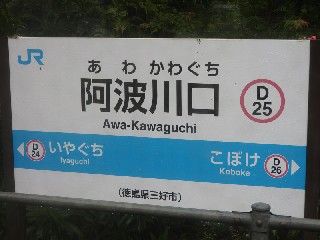 JR
あわかわぐち
阿波川口
Awa-Kawaguchi
D
25
D
24
いやぐち
Iyaguchi
こぼけ
Koboke
D
26
(徳島県三好市)